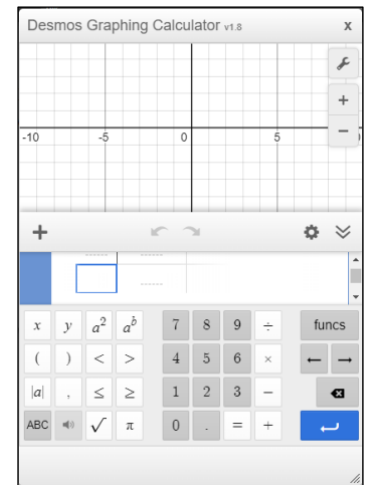 Desmos Graphing Calculator v1.8 x
+
−
-10 -5 0 5
+
x y a² aᵇ 7 8 9 ÷ funcs
( ) < > 4 5 6 × ← →
|a| , ≤ ≥ 1 2 3 −
ABC √ π 0 . = +